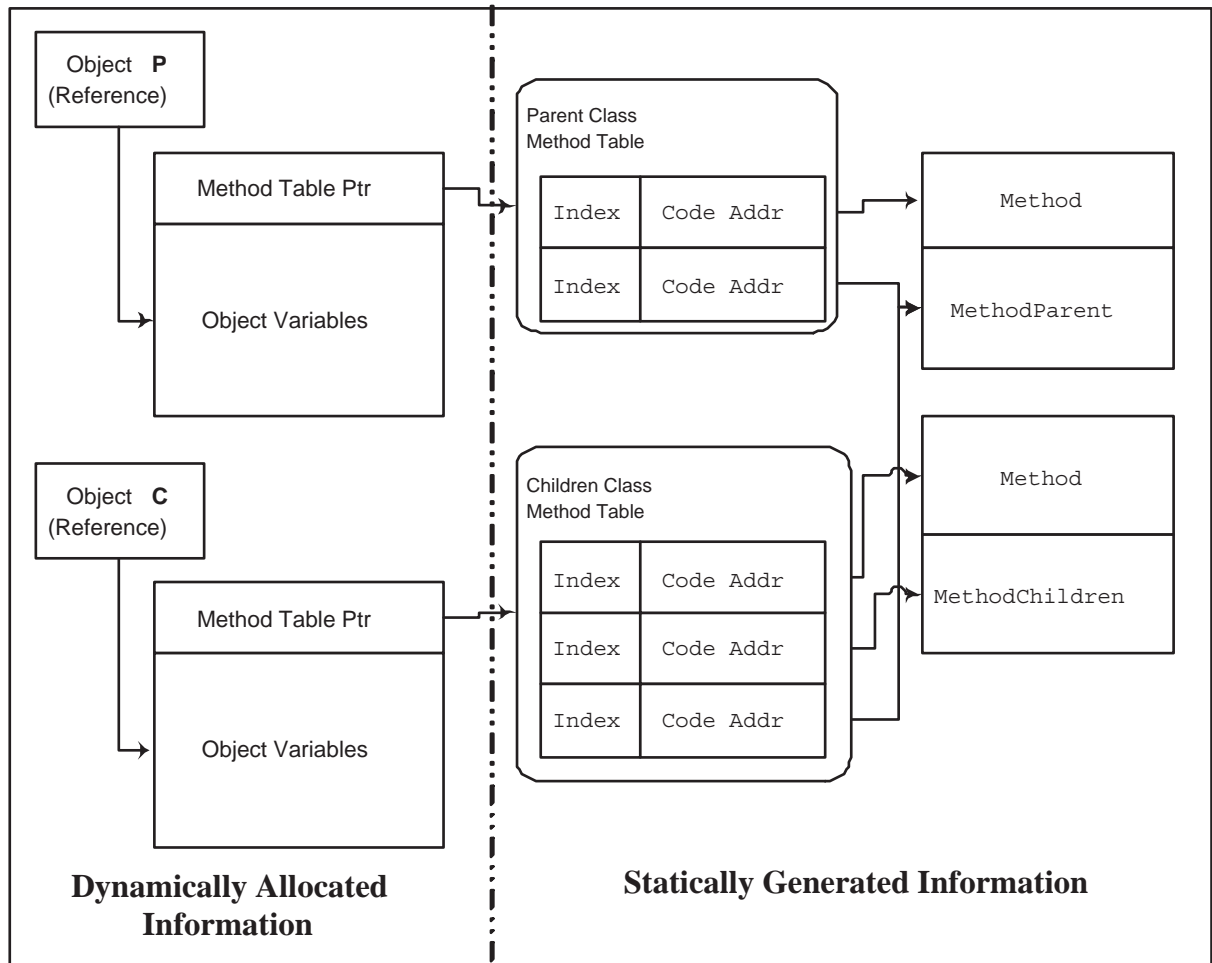 Object P
(Reference)
Method Table Ptr
Object Variables
Parent Class
Method Table
Index Code Addr
Index Code Addr
Method
MethodParent
Object C
(Reference)
Method Table Ptr
Object Variables
Children Class
Method Table
Index Code Addr
Index Code Addr
Index Code Addr
Method
MethodChildren
Dynamically Allocated
Information
Statically Generated Information